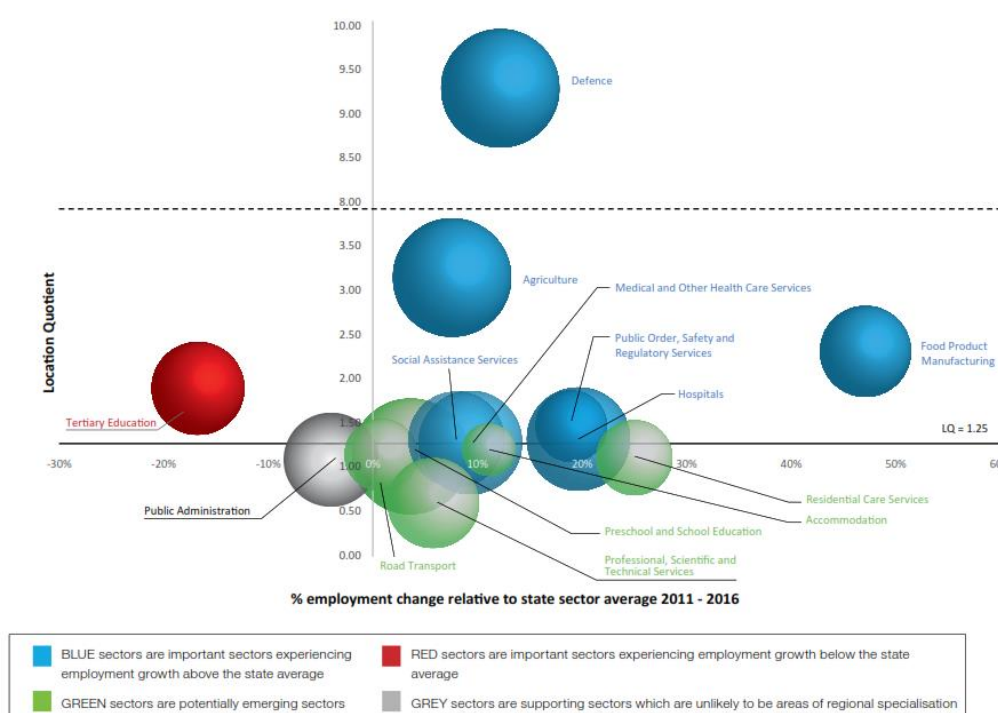 10.00
9.50
9.00
8.50
8.00
3.50
3.00
2.50
2.00
1.50
1.00
0.50
0.00
Location Quotient
-30%
-20%
-10%
0%
10%
20%
30%
40%
50%
LQ = 1.25
Defence
Agriculture
Medical and Other Health Care Services
Public Order, Safety and
Regulatory Services
Social Assistance Services
Food Product
Manufacturing
Hospitals
Tertiary Education
Public Administration
Residential Care Services
Accommodation
Preschool and School Education
Road Transport
Professional, Scientific and
Technical Services
% employment change relative to state sector average 2011 - 2016
BLUE sectors are important sectors experiencing
employment growth above the state average
RED sectors are important sectors experiencing employment growth below the state
average
GREEN sectors are potentially emerging sectors
GREY sectors are supporting sectors which are unlikely to be areas of regional specialisation